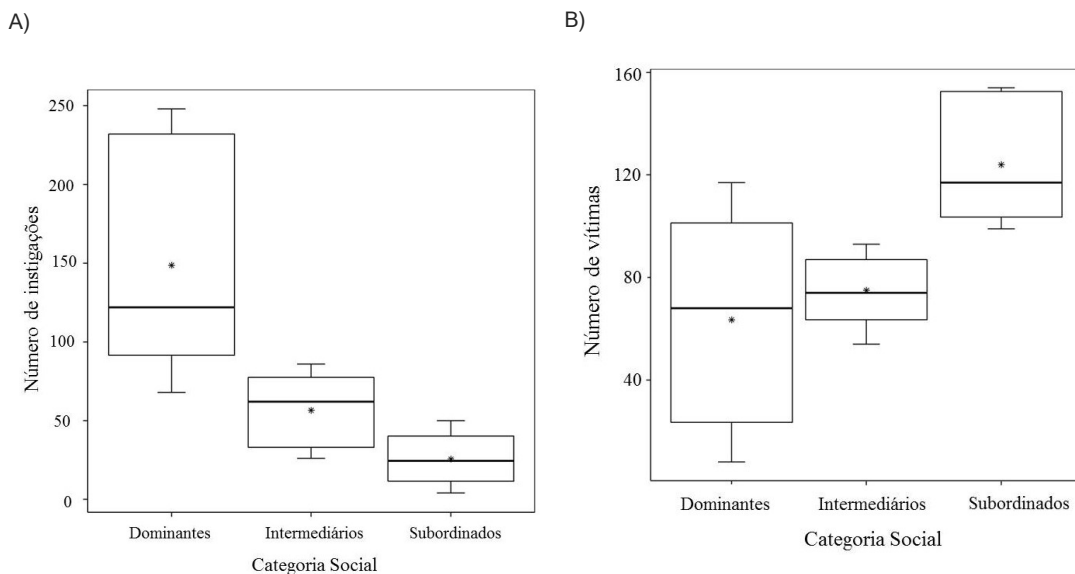 A)
Número de instigações
250
200
150
100
50
0
Dominantes Intermediários Subordinados
Categoria Social
B)
Número de vítimas
160
120
80
40
Dominantes Intermediários Subordinados
Categoria Social